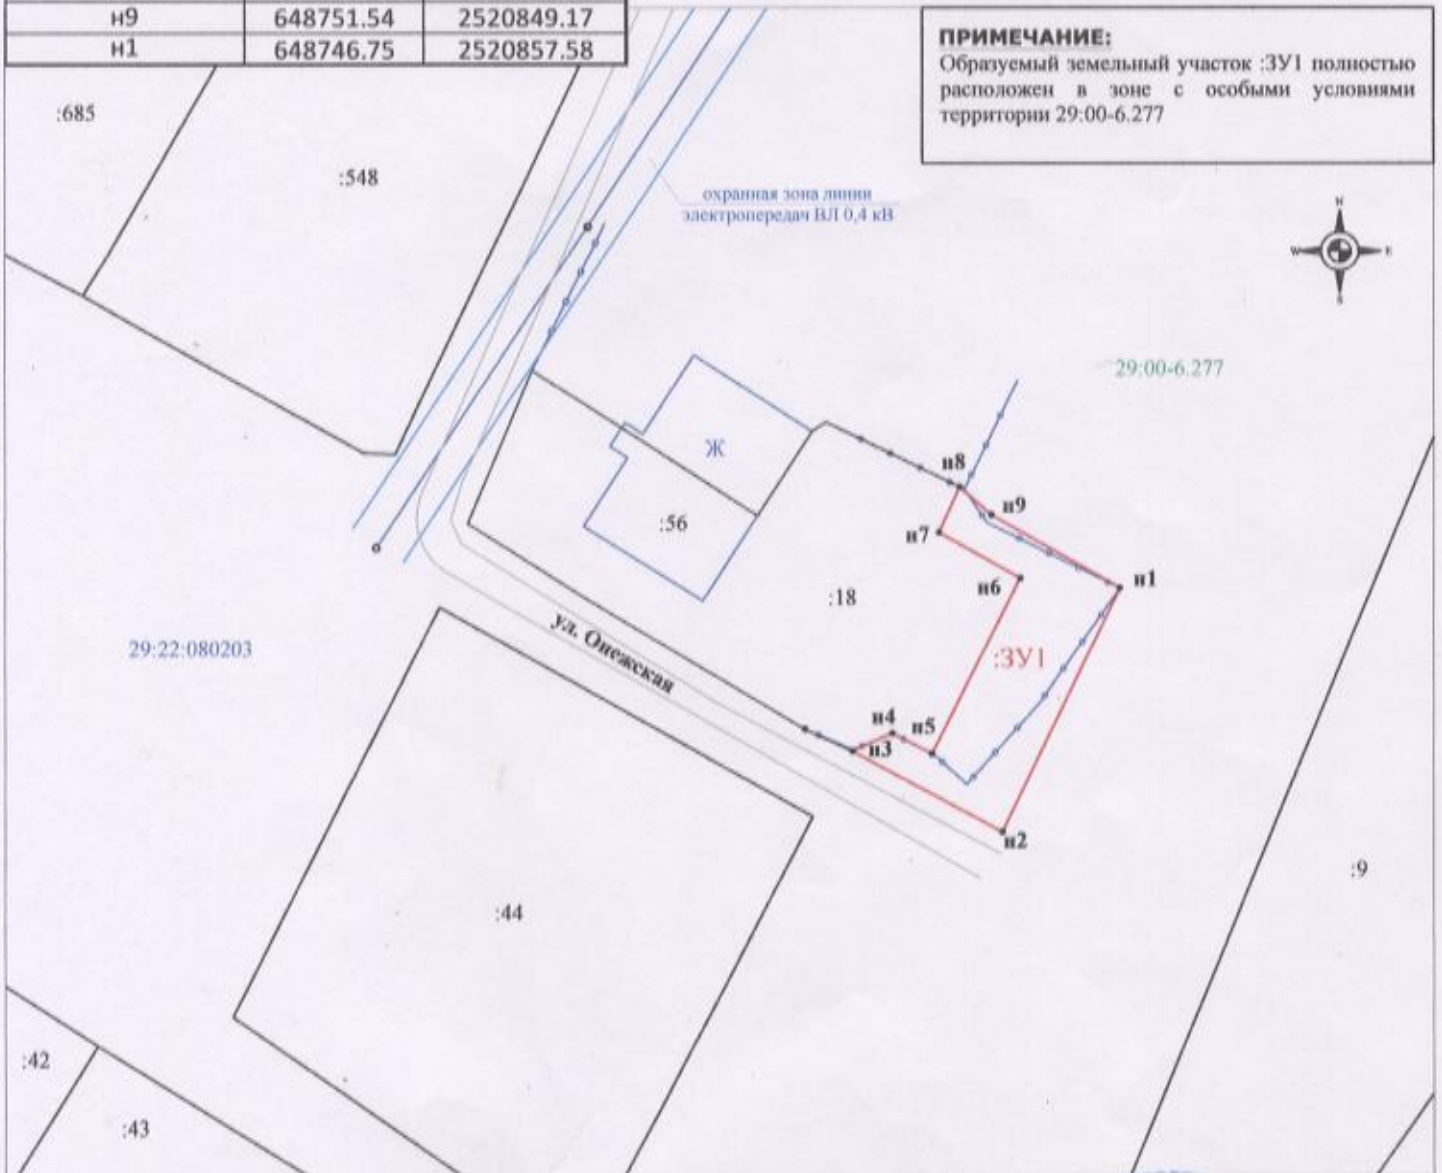 н9 648751.54 2520849.17
н1 648746.75 2520857.58
ПРИМЕЧАНИЕ:
Образуемый земельный участок :ЗУ1 полностью
расположен в зоне с особыми условиями
территории 29:00-6.277
:685
:548
охранная зона линии
электропередач ВЛ 0,4 кВ
N
W E
S
29:00-6.277
Ж
н8
н9
:56
н7
н1
н6
:18
ул. Онежская
29:22:080203
:ЗУ1
н4
н5
н3
н2
:9
:44
:42
:43